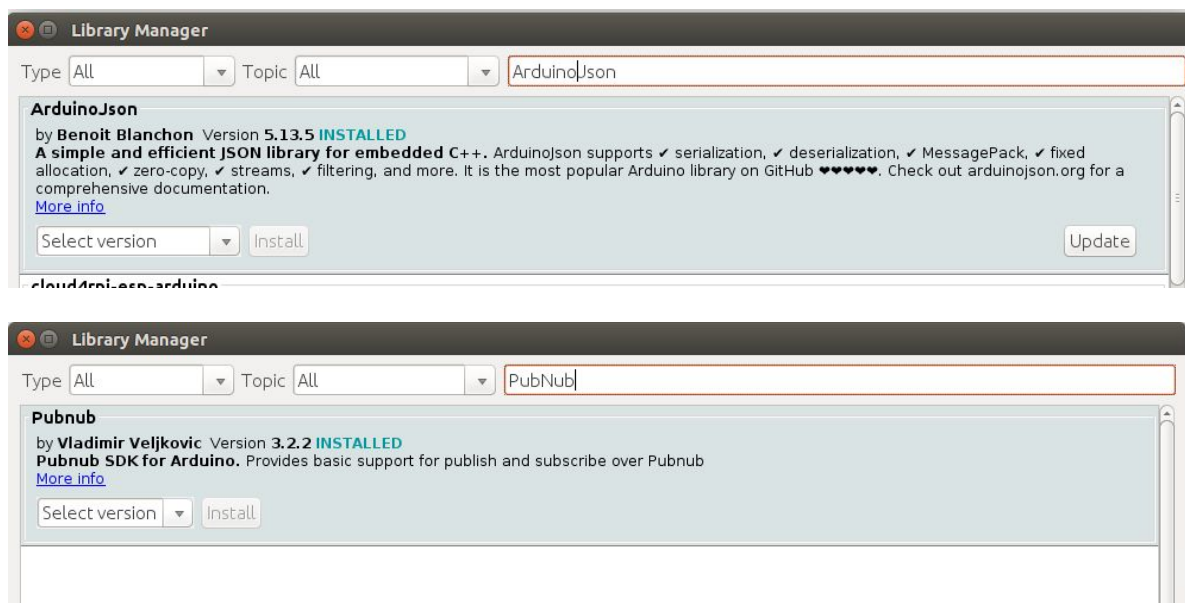 Library Manager
Type All Topic All ArduinoJson
ArduinoJson
by Benoit Blanchon Version 5.13.5 INSTALLED
A simple and efficient JSON library for embedded C++. ArduinoJson supports ✔ serialization, ✔ deserialization, ✔ MessagePack, ✔ fixed
allocation, ✔ zero-copy, ✔ streams, ✔ filtering, and more. It is the most popular Arduino library on GitHub ❤❤❤❤❤. Check out arduinojson.org for a
comprehensive documentation.
More info
Select version Install Update
cloud4rpi-esp-arduino
Library Manager
Type All Topic All PubNub
Pubnub
by Vladimir Veljkovic Version 3.2.2 INSTALLED
Pubnub SDK for Arduino. Provides basic support for publish and subscribe over Pubnub
More info
Select version Install